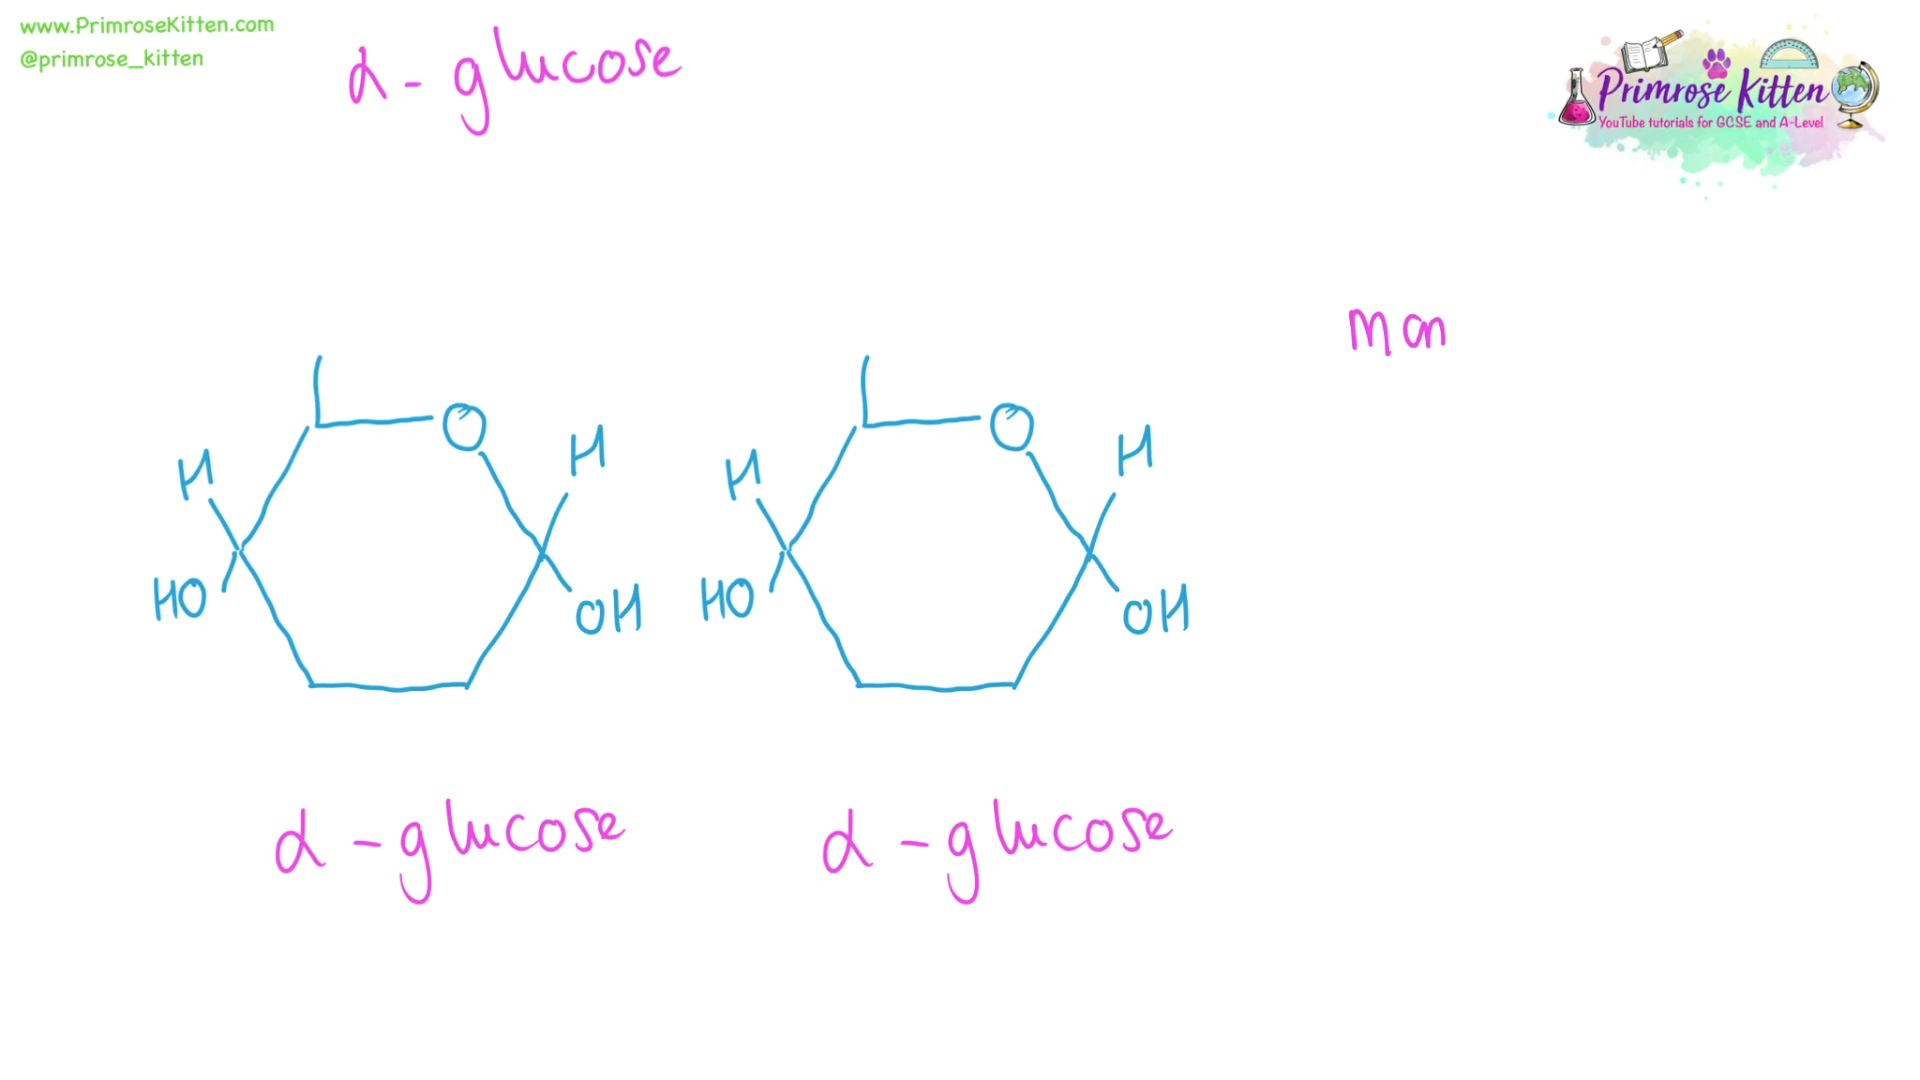 www.PrimroseKitten.com
@primrose_kitten
α - glucose
Primrose Kitten
YouTube tutorials for GCSE and A-Level
Mon
O
H
H
HO
OH
O
H
H
HO
OH
α - glucose
α - glucose